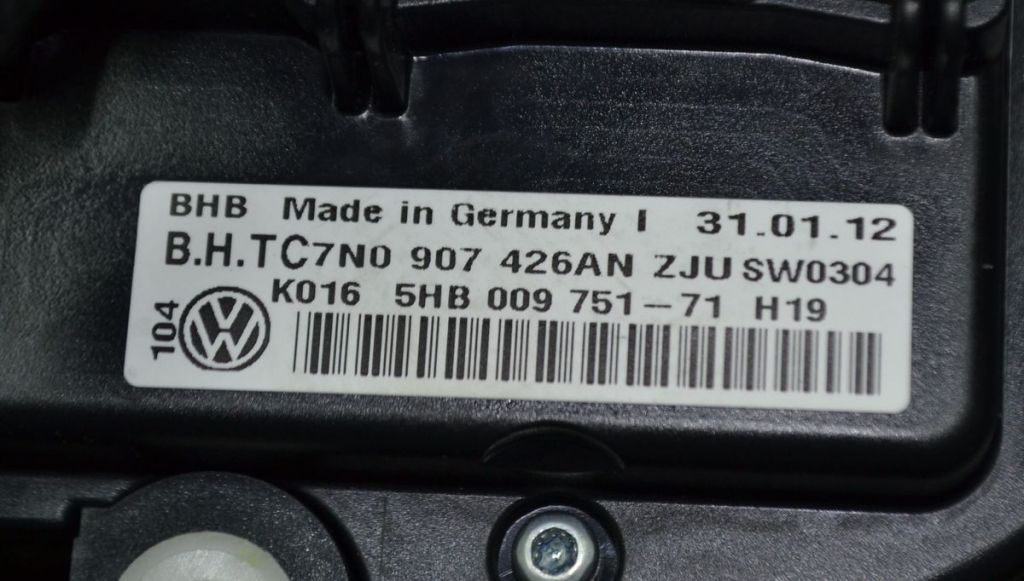 BHB Made in Germany I 31.01.12
B.H.TC7N0 907 426AN ZJU SW0304
K016 5HB 009 751-71 H19
104